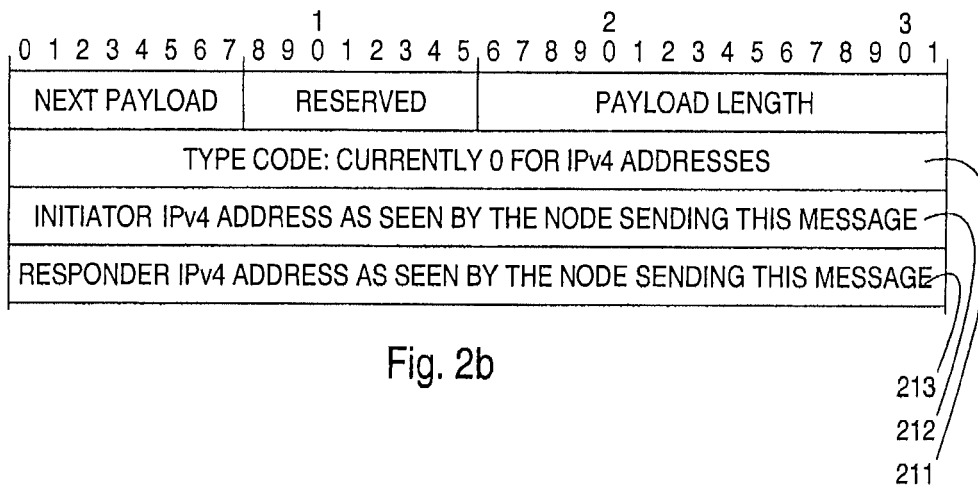 1 2 3
0 1 2 3 4 5 6 7 8 9 0 1 2 3 4 5 6 7 8 9 0 1 2 3 4 5 6 7 8 9 0 1
NEXT PAYLOAD RESERVED PAYLOAD LENGTH
TYPE CODE: CURRENTLY 0 FOR IPv4 ADDRESSES
INITIATOR IPv4 ADDRESS AS SEEN BY THE NODE SENDING THIS MESSAGE
RESPONDER IPv4 ADDRESS AS SEEN BY THE NODE SENDING THIS MESSAGE
Fig. 2b
213
212
211